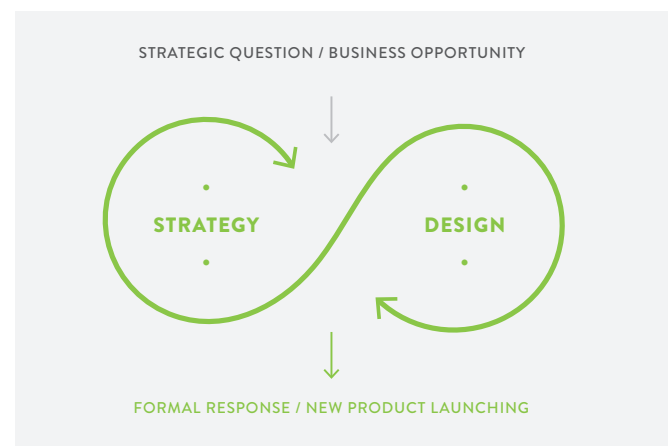 STRATEGIC QUESTION / BUSINESS OPPORTUNITY
STRATEGY
DESIGN
FORMAL RESPONSE / NEW PRODUCT LAUNCHING